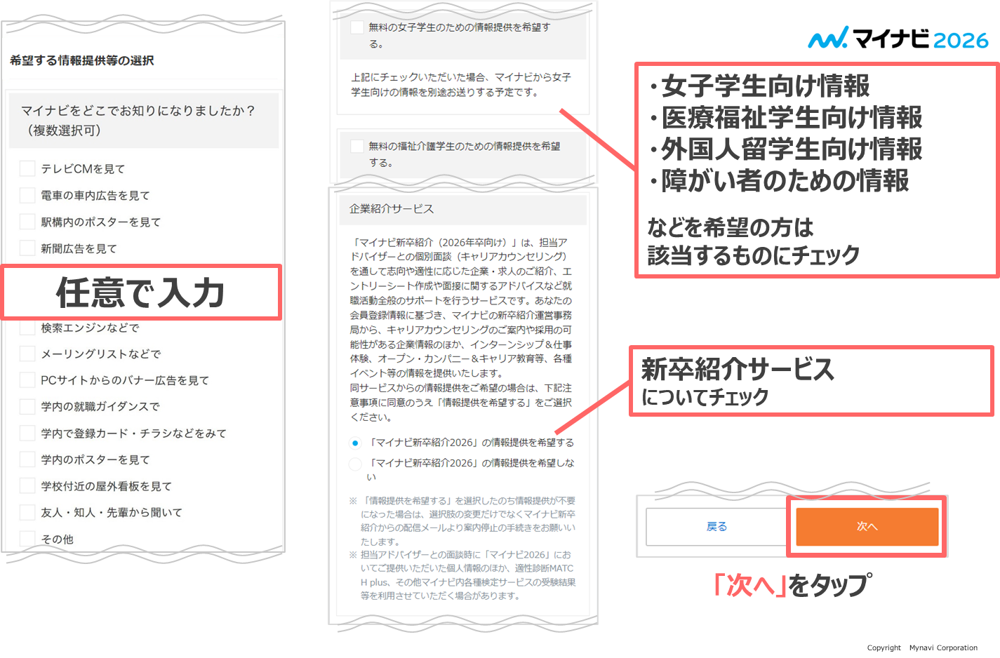 希望する情報提供等の選択
マイナビをどこでお知りになりましたか？
（複数選択可）
テレビCMを見て
電車の車内広告を見て
駅構内のポスターを見て
新聞広告を見て
任意で入力
検索エンジンなどで
メーリングリストなどで
PCサイトからのバナー広告を見て
学内の就職ガイダンスで
学内で登録カード・チラシなどをみて
学内のポスターを見て
学校付近の屋外看板を見て
友人・知人・先輩から聞いて
その他
無料の女子学生のための情報提供を希望す
る。
上記にチェックいただいた場合、マイナビから女子
学生向けの情報を別途お送りする予定です。
無料の福祉介護学生のための情報提供を希望
する。
企業紹介サービス
「マイナビ新卒紹介（2026年卒向け）」は、担当ア
ドバイザーとの個別面談（キャリアカウンセリング）
を通して志向や適性に応じた企業・求人のご紹介、エ
ントリーシート作成や面接に関するアドバイスなど就
職活動全般のサポートを行うサービスです。あなたの
会員登録情報に基づき、マイナビの新卒紹介運営事務
局から、キャリアカウンセリングのご案内や採用の可
能性がある企業情報のほか、インターンシップ＆仕事
体験、オープン・カンパニー＆キャリア教育等、各種
イベント等の情報を提供いたします。
同サービスからの情報提供をご希望の場合は、下記注
意事項に同意のうえ「情報提供を希望する」をご選択
ください。
「マイナビ新卒紹介2026」の情報提供を希望する
「マイナビ新卒紹介2026」の情報提供を希望しな
い
※ 「情報提供を希望する」を選択したのち情報提供が不要
になった場合は、選択肢の変更だけでなくマイナビ新卒
紹介からの配信メールより案内停止の手続きをお願いい
たします。
※ 担当アドバイザーとの面談時に「マイナビ2026」にお
いてご提供いただいた個人情報のほか、適性診断MATC
H plus、その他マイナビ内各種検定サービスの受験結果
等を利用させていただく場合があります。
マイナビ2026
・女子学生向け情報
・医療福祉学生向け情報
・外国人留学生向け情報
・障がい者のための情報
などを希望の方は
該当するものにチェック
新卒紹介サービス
についてチェック
戻る
次へ
「次へ」をタップ
Copyright Mynavi Corporation